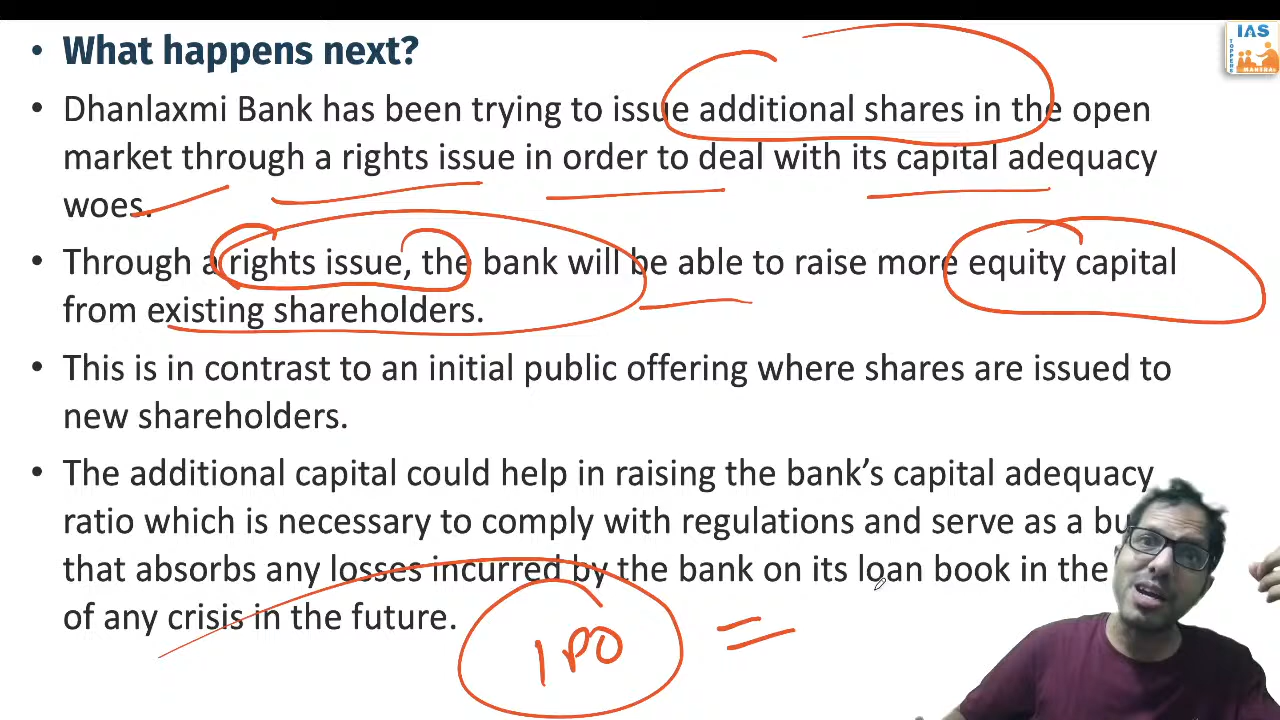 IAS
TOPPERS
MANTRA
• What happens next?
• Dhanlaxmi Bank has been trying to issue additional shares in the open
market through a rights issue in order to deal with its capital adequacy
woes.
• Through a rights issue, the bank will be able to raise more equity capital
from existing shareholders.
• This is in contrast to an initial public offering where shares are issued to
new shareholders.
• The additional capital could help in raising the bank's capital adequacy
ratio which is necessary to comply with regulations and serve as a bu
that absorbs any losses incurred by the bank on its loan book in the
of any crisis in the future.
IPO =